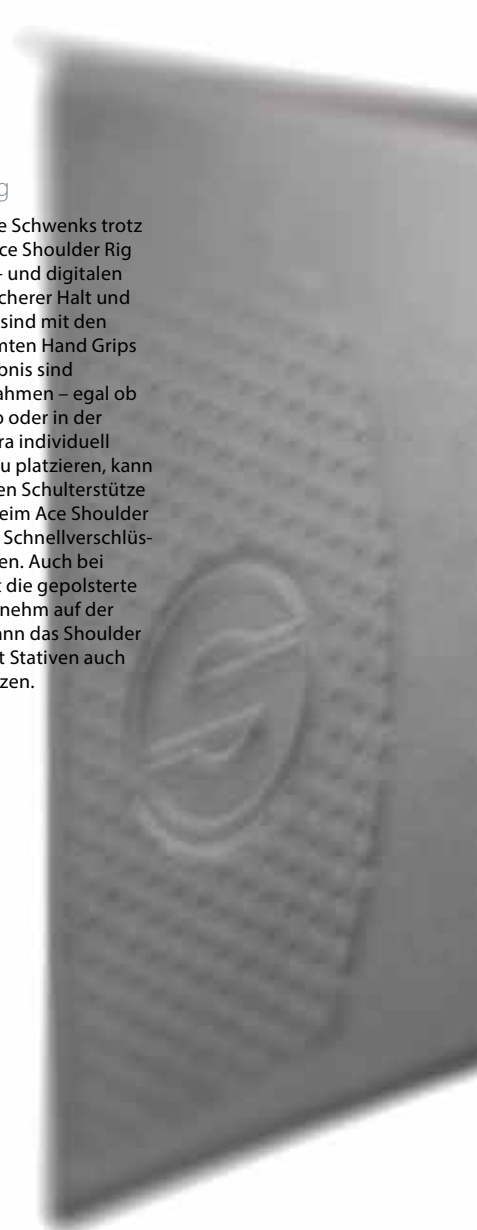 g
e Schwenks trotz
ce Shoulder Rig
- und digitalen
cherer Halt und
sind mit den
mten Hand Grips
bnis sind
ahmen – egal ob
o oder in der
ra individuell
u platzieren, kann
en Schulterstütze
eim Ace Shoulder
Schnellverschlüs-
en. Auch bei
t die gepolsterte
nehm auf der
ann das Shoulder
t Stativen auch
zen.